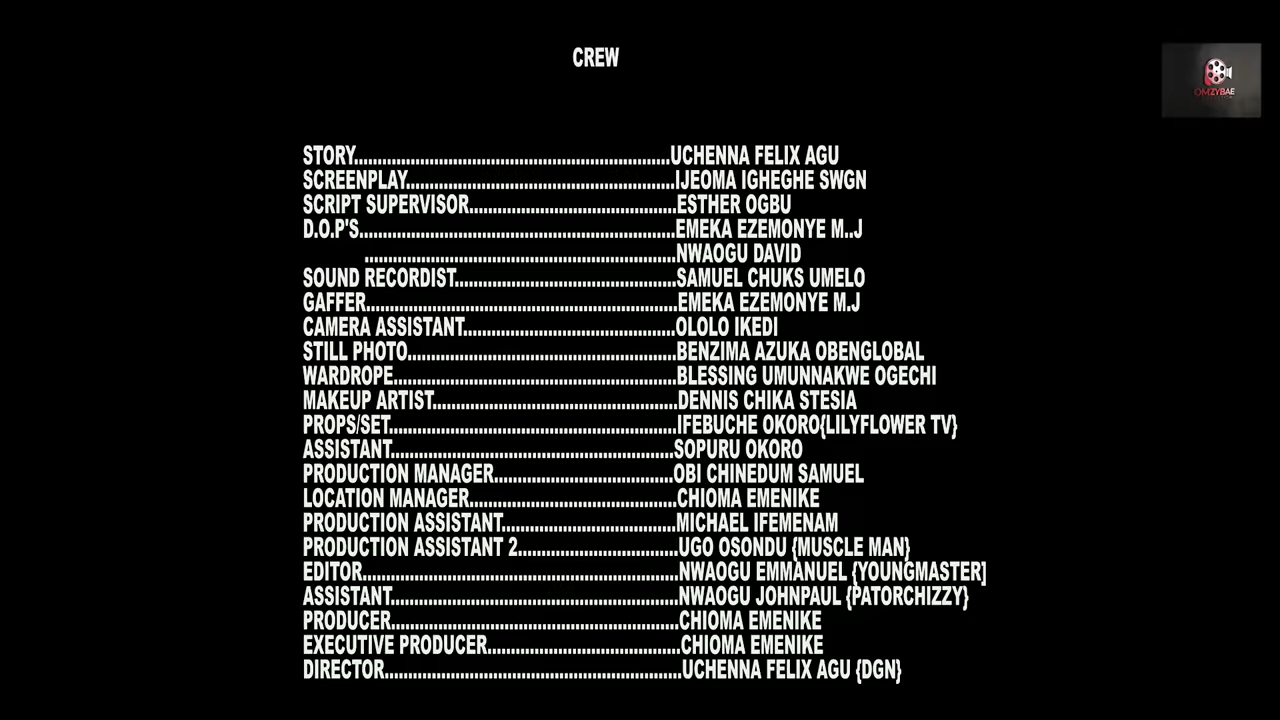 CREW
OMZYBAE
STORY....................................................................UCHENNA FELIX AGU
SCREENPLAY..........................................................IJEOMA IGHEGHE SWGN
SCRIPT SUPERVISOR.............................................ESTHER OGBU
D.O.P'S....................................................................EMEKA EZEMONYE M..J
...................................................................NWAOGU DAVID
SOUND RECORDIST................................................SAMUEL CHUKS UMELO
GAFFER...................................................................EMEKA EZEMONYE M.J
CAMERA ASSISTANT..............................................OLOLO IKEDI
STILL PHOTO..........................................................BENZIMA AZUKA OBENGLOBAL
WARDROPE.............................................................BLESSING UMUNNAKWE OGECHI
MAKEUP ARTIST.....................................................DENNIS CHIKA STESIA
PROPS/SET..............................................................IFEBUCHE OKORO{LILYFLOWER TV}
ASSISTANT.............................................................SOPURU OKORO
PRODUCTION MANAGER.......................................OBI CHINEDUM SAMUEL
LOCATION MANAGER.............................................CHIOMA EMENIKE
PRODUCTION ASSISTANT......................................MICHAEL IFEMENAM
PRODUCTION ASSISTANT 2...................................UGO OSONDU {MUSCLE MAN}
EDITOR....................................................................NWAOGU EMMANUEL {YOUNGMASTER]
ASSISTANT..............................................................NWAOGU JOHNPAUL {PATORCHIZZY}
PRODUCER..............................................................CHIOMA EMENIKE
EXECUTIVE PRODUCER..........................................CHIOMA EMENIKE
DIRECTOR................................................................UCHENNA FELIX AGU {DGN}